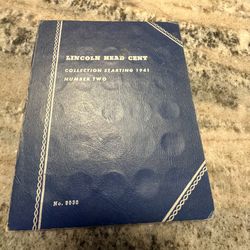 LINCOLN HEAD CENT
COLLECTION STARTING 1941
NUMBER TWO
No. 9030